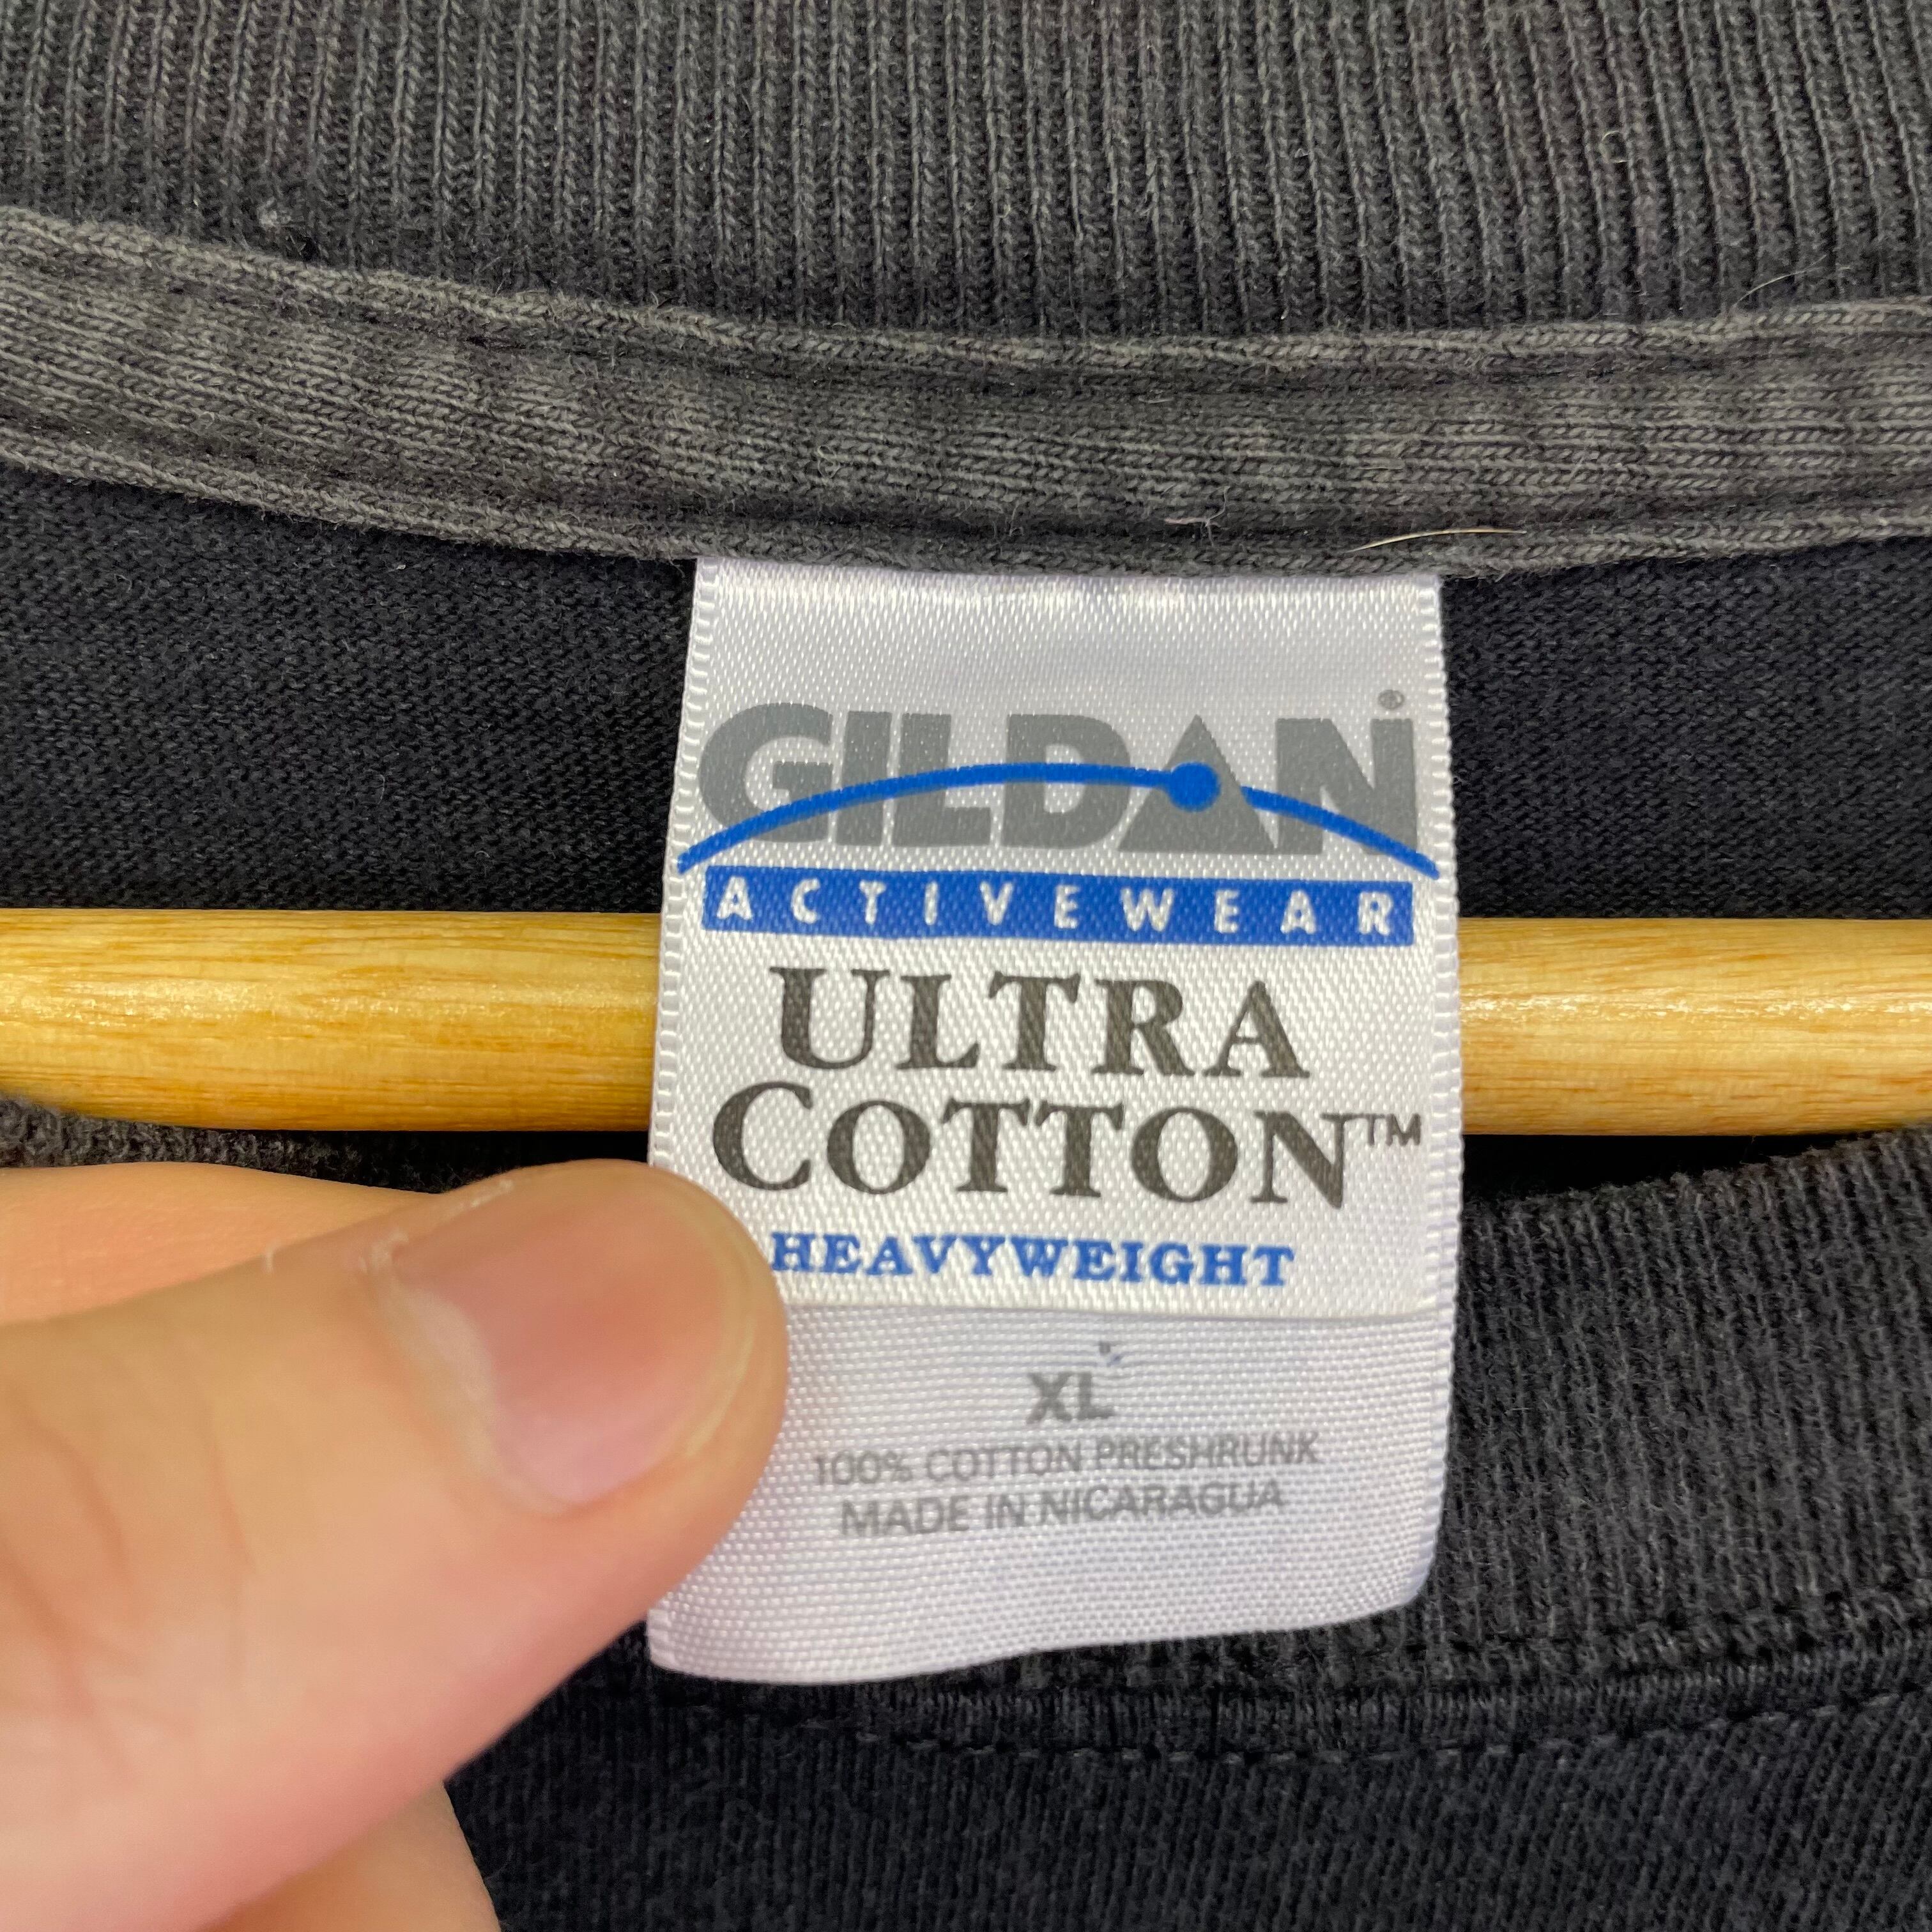 GILDAN®
ACTIVEWEAR
ULTRA
COTTON™
HEAVYWEIGHT
XL
100% COTTON PRESHRUNK
MADE IN NICARAGUA